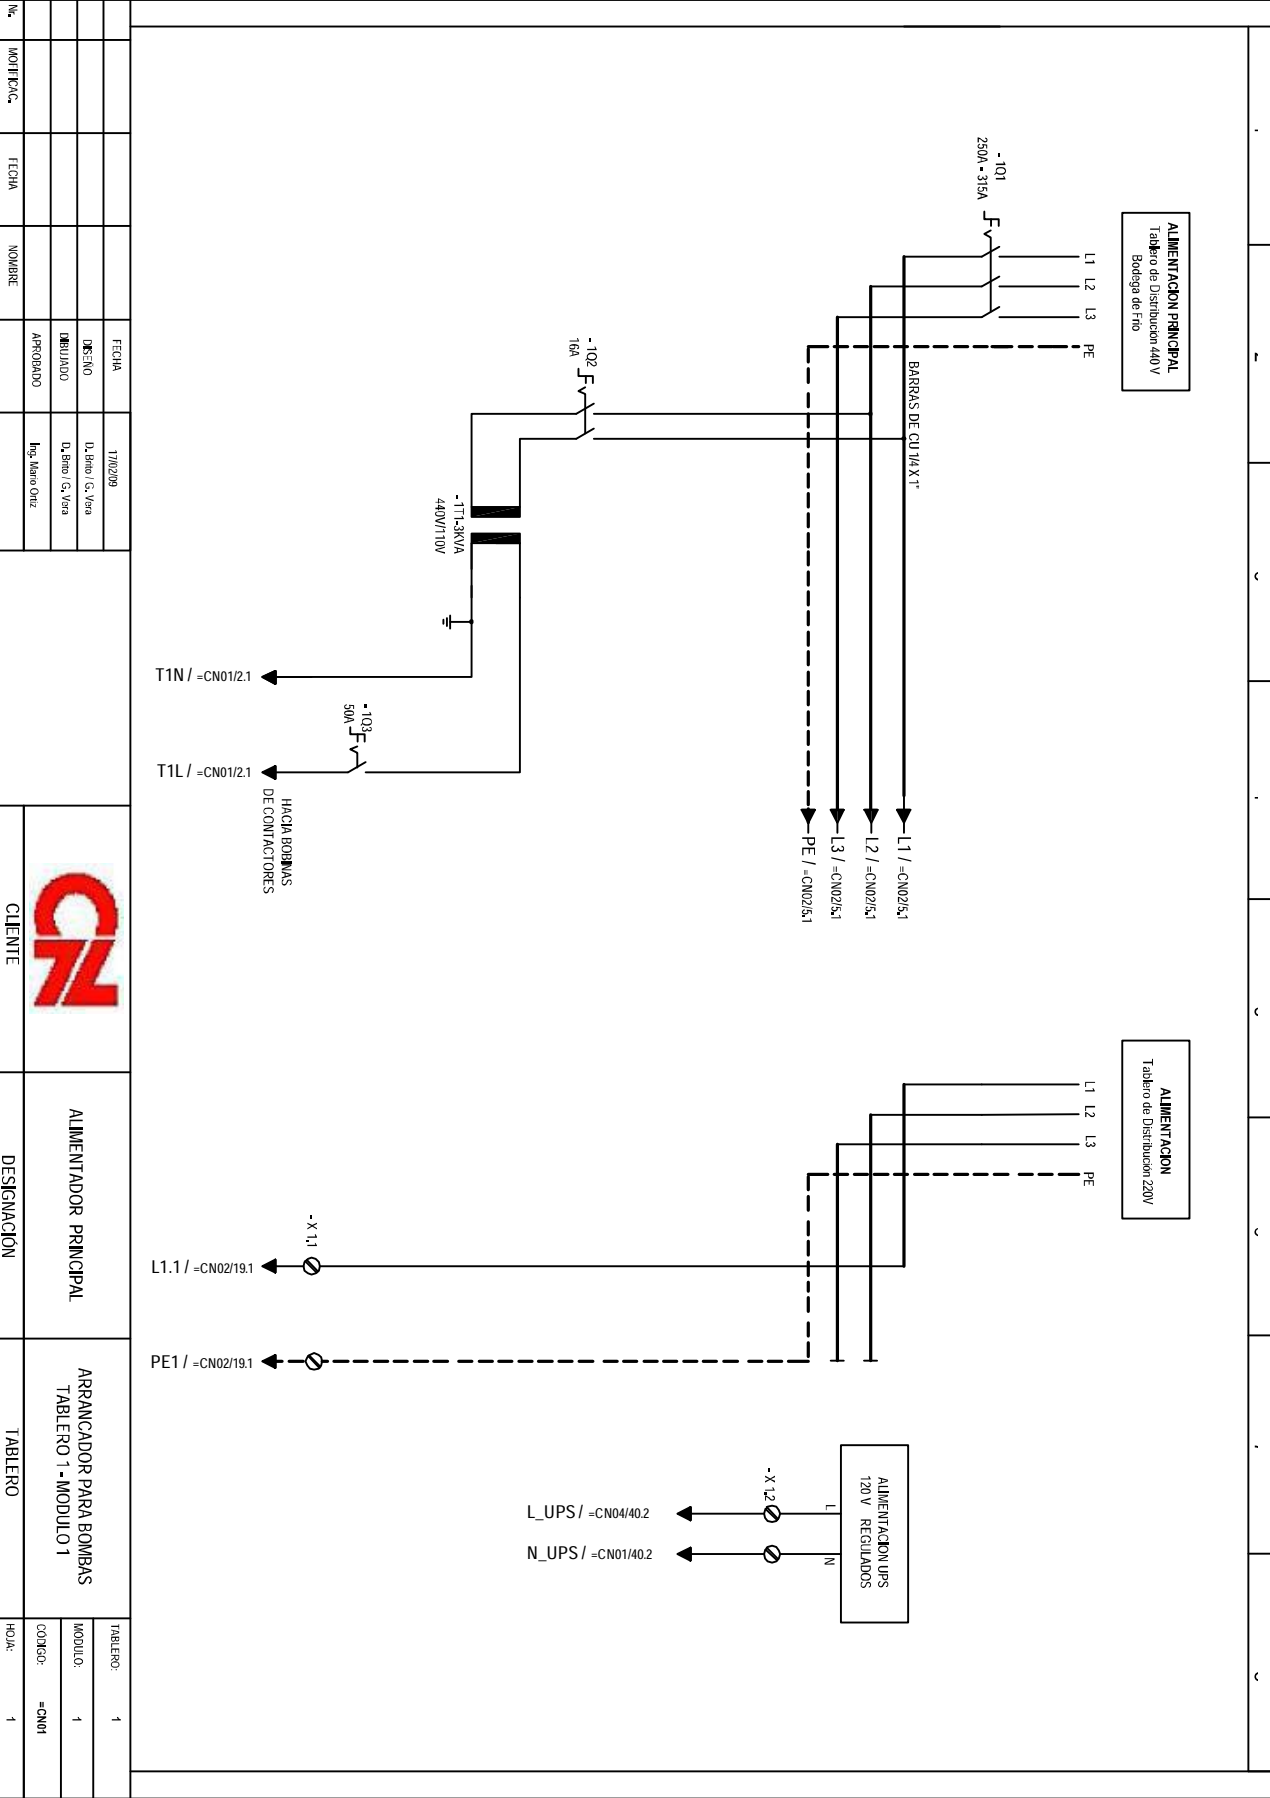 ALIMENTACION PRINCIPAL
Tablero de Distribución 440 V
Bodega de Frio
L1
L2
L3
PE
- 1Q1
250A - 315A
BARRAS DE CU 1/4 X 1"
- 1Q2
16A
- 1T1-3KVA
440V/110V
- 1Q3
50A
T1N / =CN01/2.1
T1L / =CN01/2.1
HACIA BOBINAS
DE CONTACTORES
L1 / =CN02/5.1
L2 / =CN02/5.1
L3 / =CN02/5.1
PE / =CN02/5.1
ALIMENTACION
Tablero de Distribución 220V
L1
L2
L3
PE
- X 1.1
L1.1 / =CN02/19.1
PE1 / =CN02/19.1
ALIMENTACION UPS
120 V REGULADOS
L
N
- X 1.2
L_UPS / =CN04/40.2
N_UPS / =CN01/40.2
Nr.
MOFIFICAC.
FECHA
NOMBRE
FECHA
17/02/09
DISEÑO
D. Brito / G. Vera
DIBUJADO
D. Brito / G. Vera
APROBADO
Ing. Mario Ortiz
CLIENTE
ALIMENTADOR PRINCIPAL
DESIGNACIÓN
ARRANCADOR PARA BOMBAS
TABLERO 1 - MODULO 1
TABLERO
TABLERO: 1
MODULO: 1
CÓDIGO: =CN01
HOJA: 1